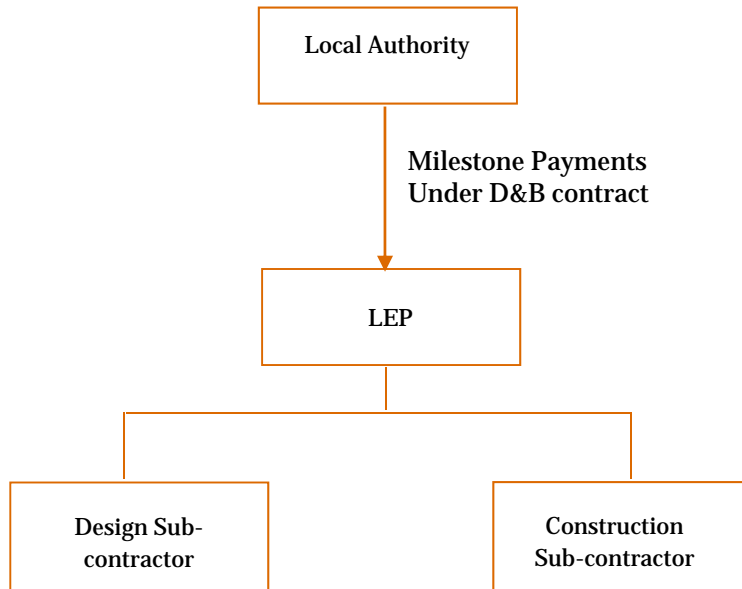 Local Authority
Milestone Payments
Under D&B contract
LEP
Design Sub-
contractor
Construction
Sub-contractor